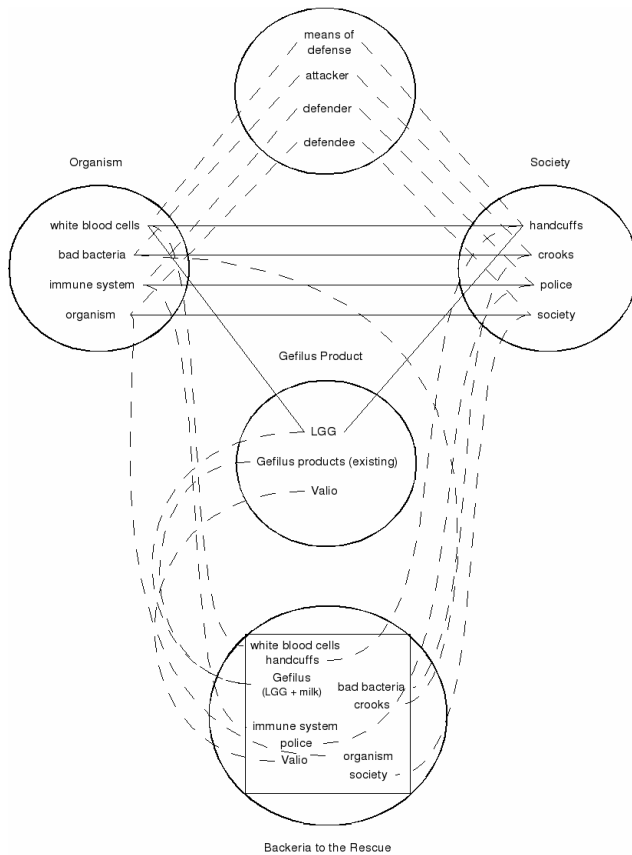 means of
defense
attacker
defender
defendee
Organism
Society
white blood cells
bad bacteria
immune system
organism
handcuffs
crooks
police
society
Gefilus Product
LGG
Gefilus products (existing)
Valio
white blood cells
handcuffs
Gefilus
(LGG + milk)
bad bacteria
crooks
immune system
police
Valio
organism
society
Backeria to the Rescue